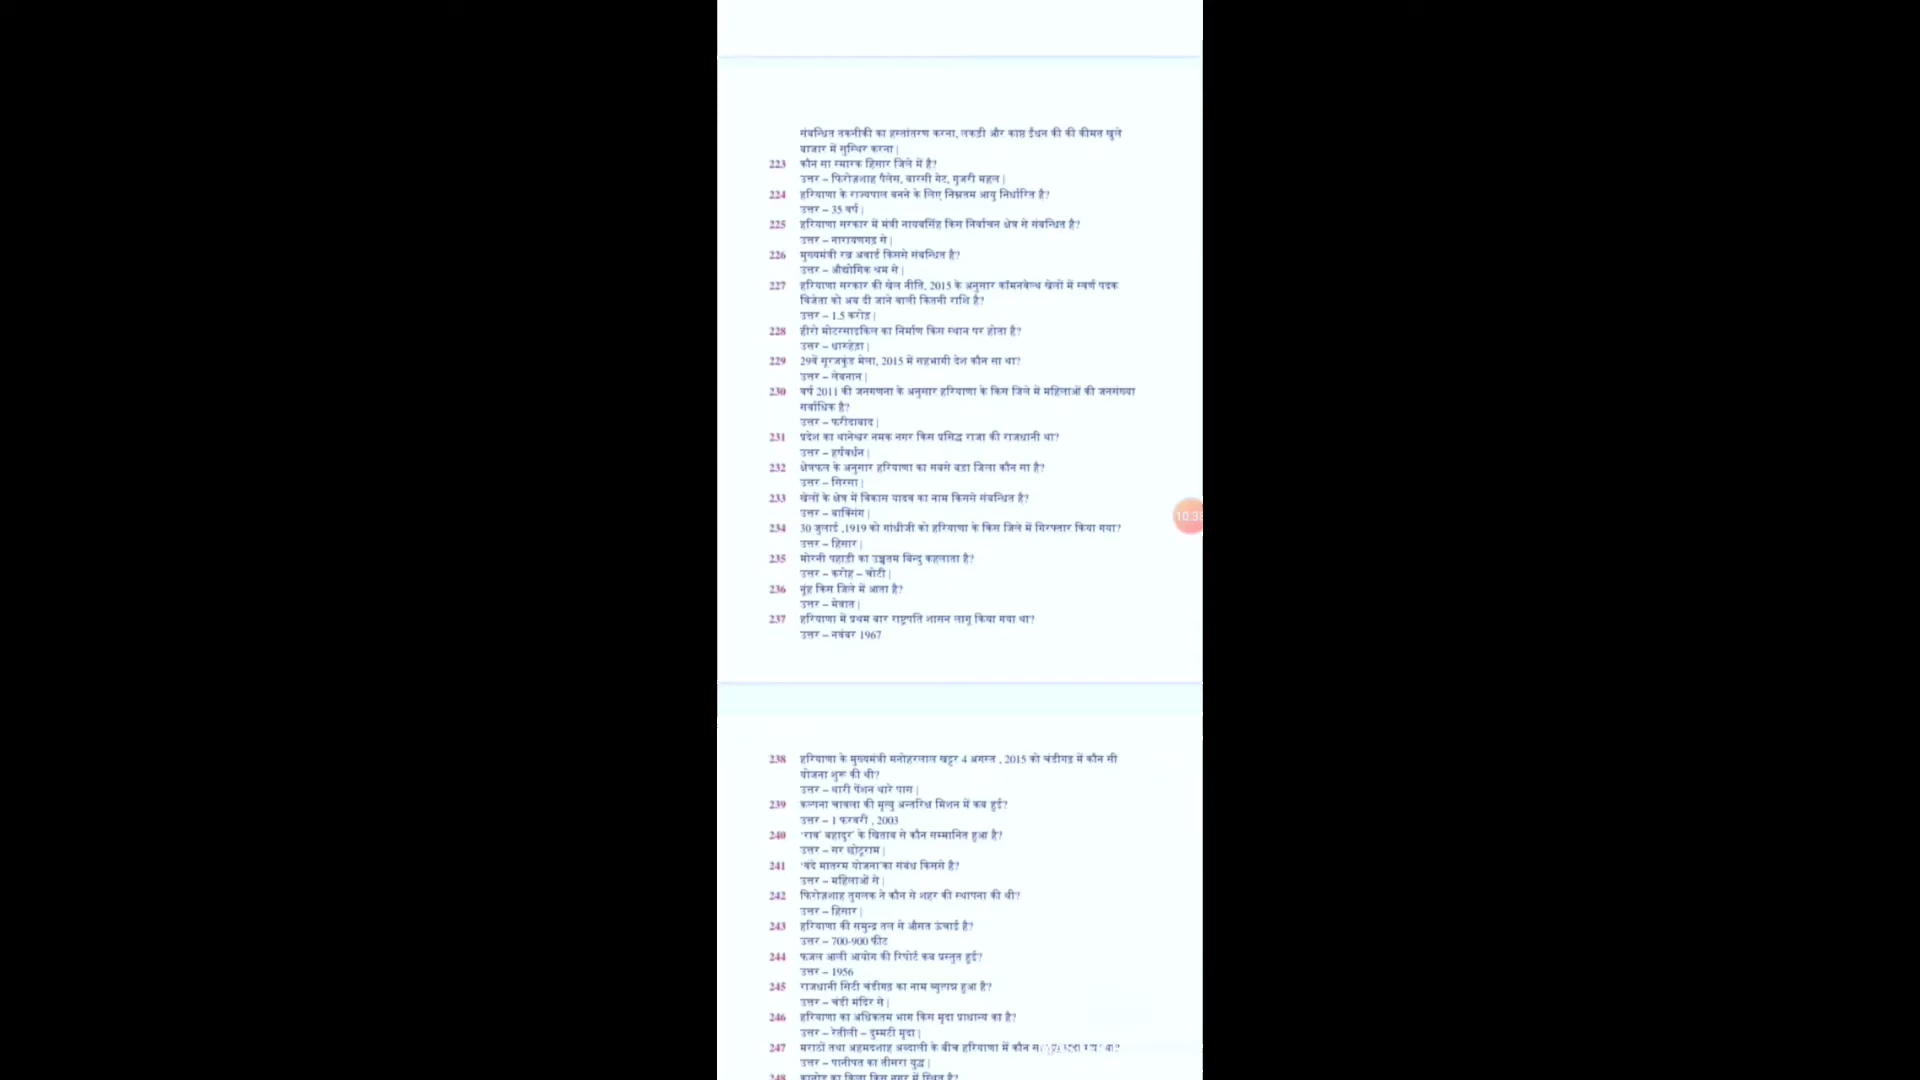 संबन्धित तकनीकी का हस्तांतरण करना, लकड़ी और काष्ठ ईंधन की की कीमत खुले
बाजार में सुस्थिर करना |
223 कौन सा स्मारक हिसार जिले में है?
उत्तर – फिरोज़शाह पैलेस, बारसी गेट, गुजरी महल |
224 हरियाणा के राज्यपाल बनने के लिए निम्नतम आयु निर्धारित है?
उत्तर – 35 वर्ष |
225 हरियाणा सरकार में मंत्री नायबसिंह किस निर्वाचन क्षेत्र से संबन्धित है?
उत्तर – नारायणगढ़ से |
226 मुख्यमंत्री रत्न अवार्ड किससे संबन्धित है?
उत्तर – औद्योगिक श्रम से |
227 हरियाणा सरकार की खेल नीति, 2015 के अनुसार कॉमनवेल्थ खेलों में स्वर्ण पदक
विजेता को अब दी जाने वाली कितनी राशि है?
उत्तर – 1.5 करोड़ |
228 हीरो मोटरसाइकिल का निर्माण किस स्थान पर होता है?
उत्तर – धारुहेड़ा |
229 29वें सूरजकुंड मेला, 2015 में सहभागी देश कौन सा था?
उत्तर – लेबनान |
230 वर्ष 2011 की जनगणना के अनुसार हरियाणा के किस जिले में महिलाओं की जनसंख्या
सर्वाधिक है?
उत्तर – फरीदाबाद |
231 प्रदेश का थानेश्वर नमक नगर किस प्रसिद्ध राजा की राजधानी था?
उत्तर – हर्षवर्धन |
232 क्षेत्रफल के अनुसार हरियाणा का सबसे बड़ा जिला कौन सा है?
उत्तर – सिरसा |
233 खेलों के क्षेत्र में विकास यादव का नाम किससे संबन्धित है?
उत्तर – बाक्सिंग |
234 30 जुलाई ,1919 को गांधीजी को हरियाणा के किस जिले में गिरफ्तार किया गया?
उत्तर – हिसार |
235 मोरनी पहाड़ी का उच्चतम बिन्दु कहलाता है?
उत्तर – करोह – चोटी |
236 नूंह किस जिले में आता है?
उत्तर – मेवात |
237 हरियाणा में प्रथम बार राष्ट्रपति शासन लागू किया गया था?
उत्तर – नवंबर 1967
10:38
238 हरियाणा के मुख्यमंत्री मनोहरलाल खट्टर 4 अगस्त , 2015 को चंडीगढ़ में कौन सी
योजना शुरू की थी?
उत्तर – थारी पेंशन थारे पास |
239 कल्पना चावला की मृत्यु अन्तरिक्ष मिशन में कब हुई?
उत्तर – 1 फरवरी , 2003
240 ‘राव’ बहादुर’ के खिताब से कौन सम्मानित हुआ है?
उत्तर – सर छोटूराम |
241 ‘वंदे मातरम योजना’का संबंध किससे है?
उत्तर – महिलाओं से |
242 फिरोज़शाह तुगलक ने कौन से शहर की स्थापना की थी?
उत्तर – हिसार |
243 हरियाणा की समुन्द्र तल से औसत ऊंचाई है?
उत्तर – 700-900 फीट
244 फजल आली आयोग की रिपोर्ट कब प्रस्तुत हुई?
उत्तर – 1956
245 राजधानी सिटी चंडीगढ़ का नाम व्युत्पन्न हुआ है?
उत्तर – चंडी मंदिर से |
246 हरियाणा का अधिकतम भाग किस मृदा प्राधान्य का है?
उत्तर – रेतीली – दुम्मटी मृदा |
247 मराठों तथा अहमदशाह अब्दाली के बीच हरियाणा में कौन
उत्तर – पानीपत का तीसरा युद्ध |
248 कानोड का किला किस नगर में स्थित है?